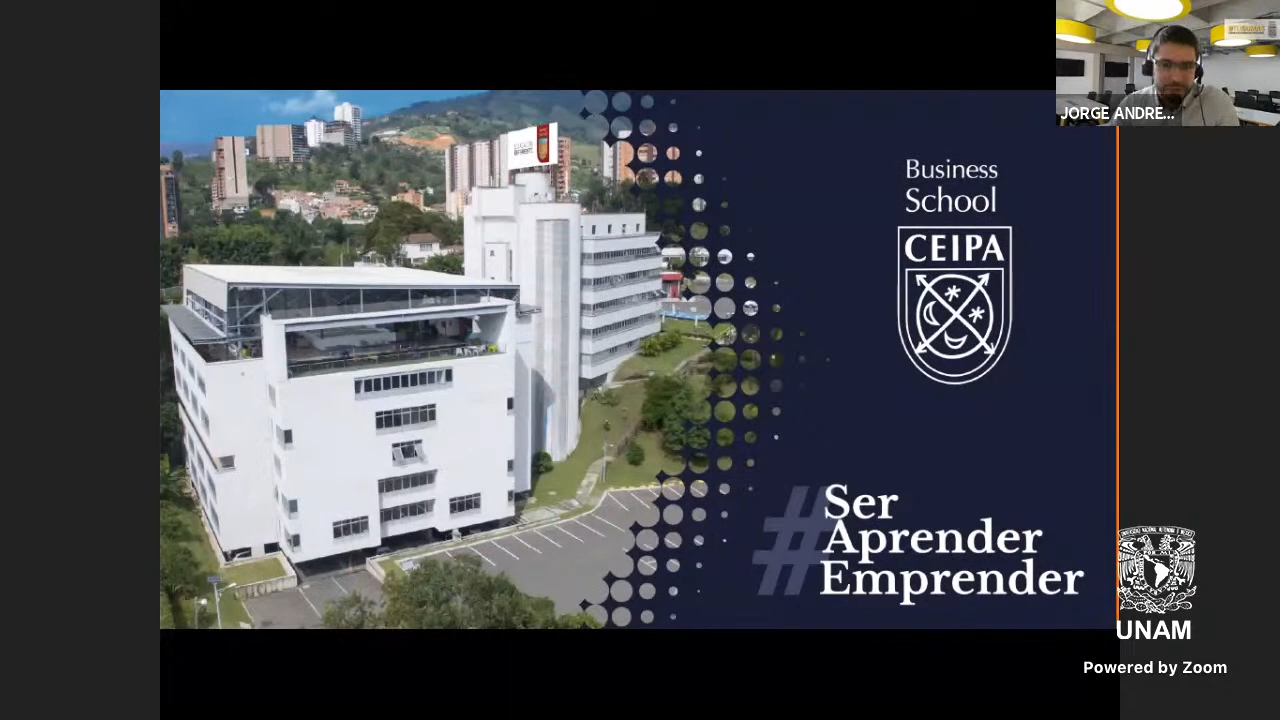 JORGE ANDRE...
Business
School
CEIPA
#Ser
Aprender
Emprender
UNAM
Powered by Zoom